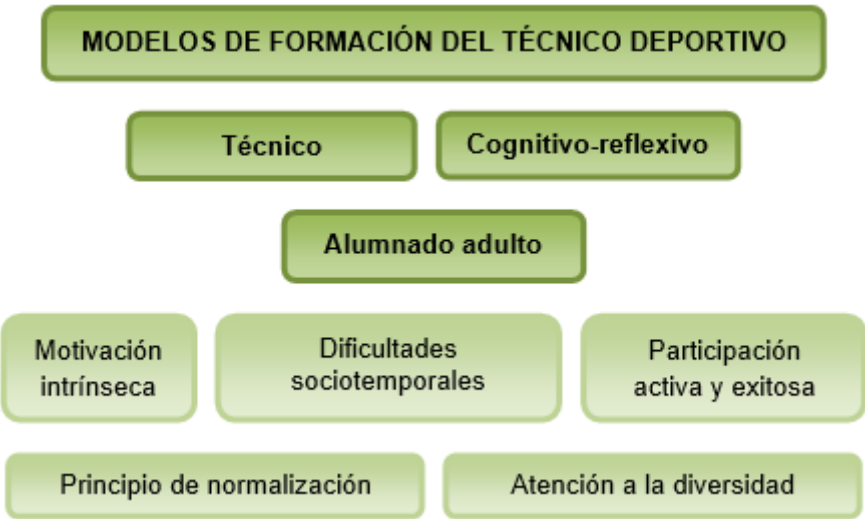 MODELOS DE FORMACIÓN DEL TÉCNICO DEPORTIVO
Técnico
Cognitivo-reflexivo
Alumnado adulto
Motivación
intrínseca
Dificultades
sociotemporales
Participación
activa y exitosa
Principio de normalización
Atención a la diversidad